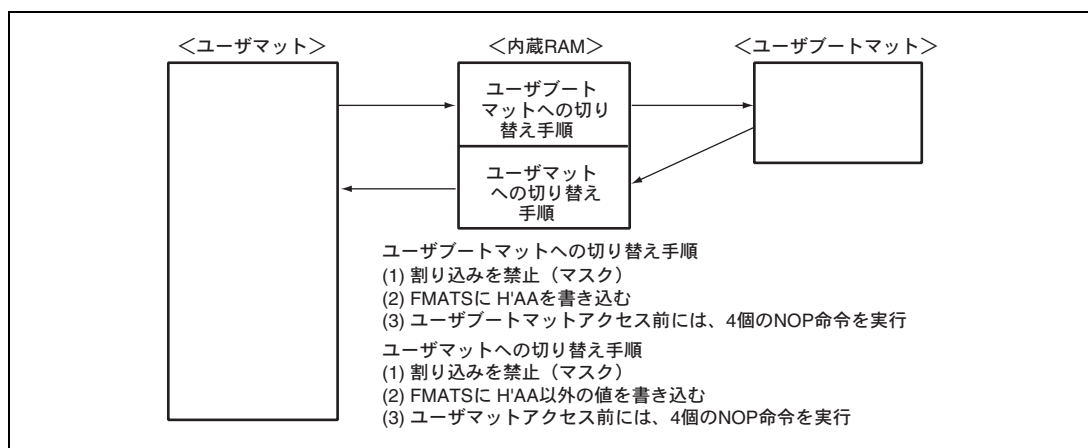 ＜ユーザマット＞
＜内蔵RAM＞
＜ユーザブートマット＞
ユーザブート
マットへの切り
替え手順
ユーザマット
への切り替え
手順
ユーザブートマットへの切り替え手順
(1) 割り込みを禁止（マスク）
(2) FMATSに H'AAを書き込む
(3) ユーザブートマットアクセス前には、4個のNOP命令を実行
ユーザマットへの切り替え手順
(1) 割り込みを禁止（マスク）
(2) FMATSに H'AA以外の値を書き込む
(3) ユーザマットアクセス前には、4個のNOP命令を実行